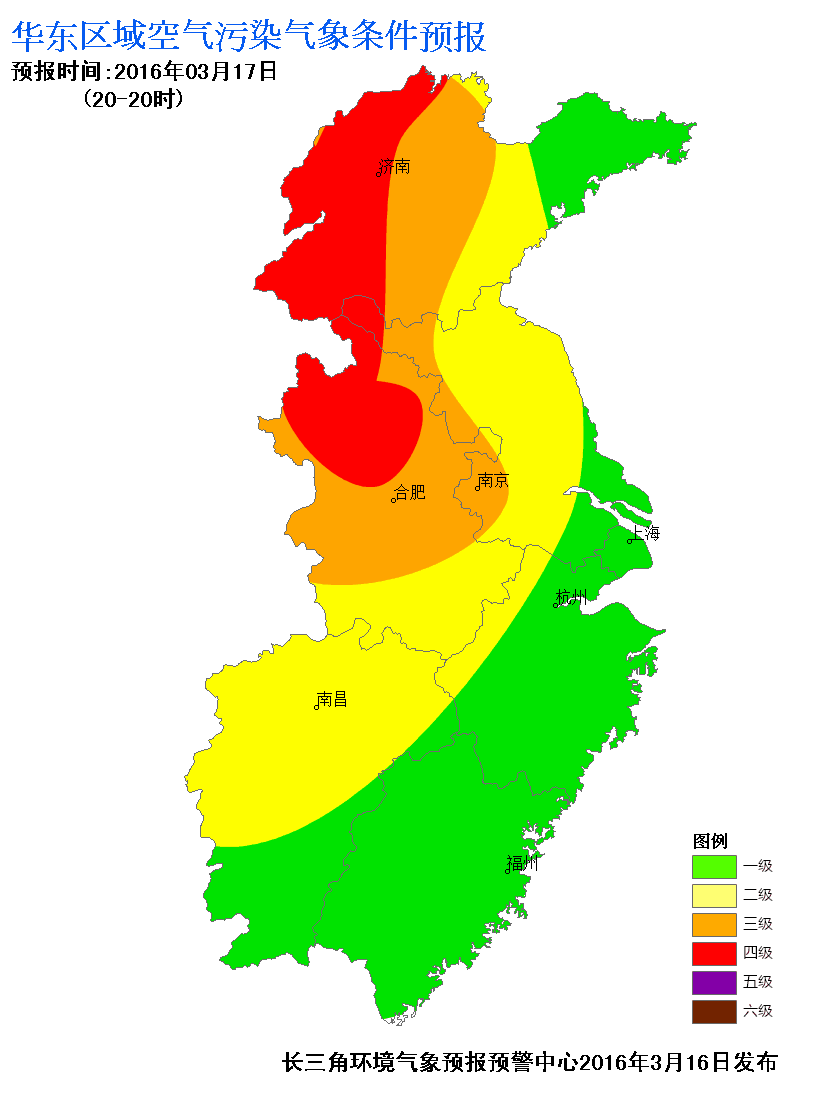 华东区域空气污染气象条件预报
预报时间:2016年03月17日
(20-20时)
济南
南京
合肥
上海
杭州
南昌
福州
图例
一级
二级
三级
四级
五级
六级
长三角环境气象预报预警中心2016年3月16日发布